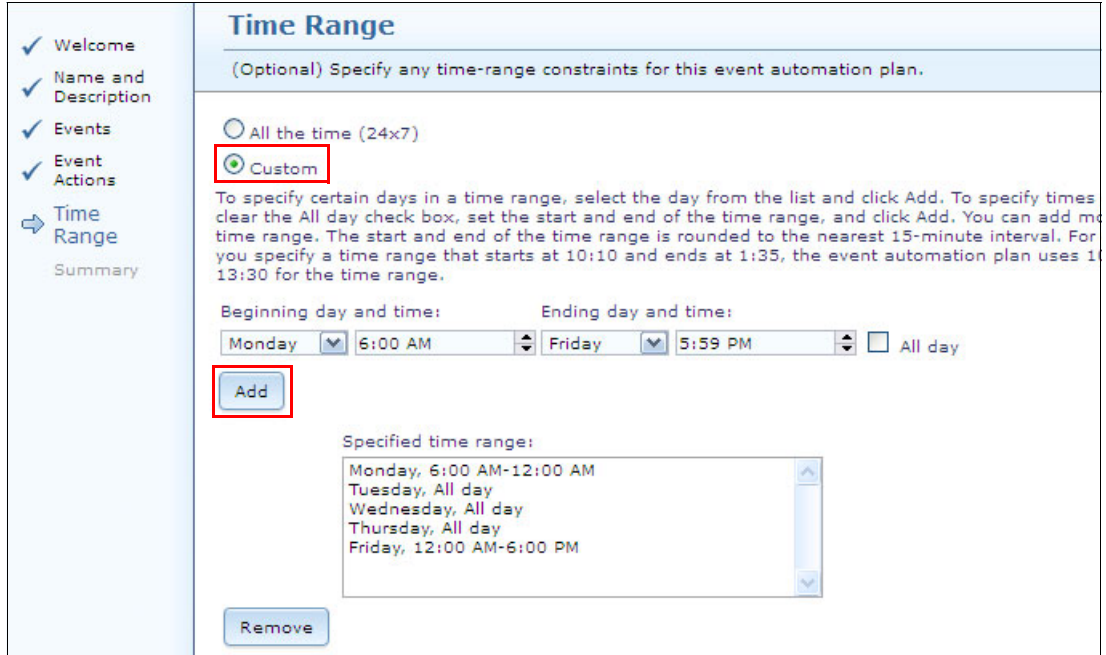 Welcome
Name and
Description
Events
Event
Actions
Time
Range
Summary
Time Range
(Optional) Specify any time-range constraints for this event automation plan.
All the time (24x7)
Custom
To specify certain days in a time range, select the day from the list and click Add. To specify times
clear the All day check box, set the start and end of the time range, and click Add. You can add
time range. The start and end of the time range is rounded to the nearest 15-minute interval. For
you specify a time range that starts at 10:10 and ends at 1:35, the event automation plan uses
13:30 for the time range.
Beginning day and time: Ending day and time:
Monday 6:00 AM Friday 5:59 PM All day
Add
Specified time range:
Monday, 6:00 AM-12:00 AM
Tuesday, All day
Wednesday, All day
Thursday, All day
Friday, 12:00 AM-6:00 PM
Remove